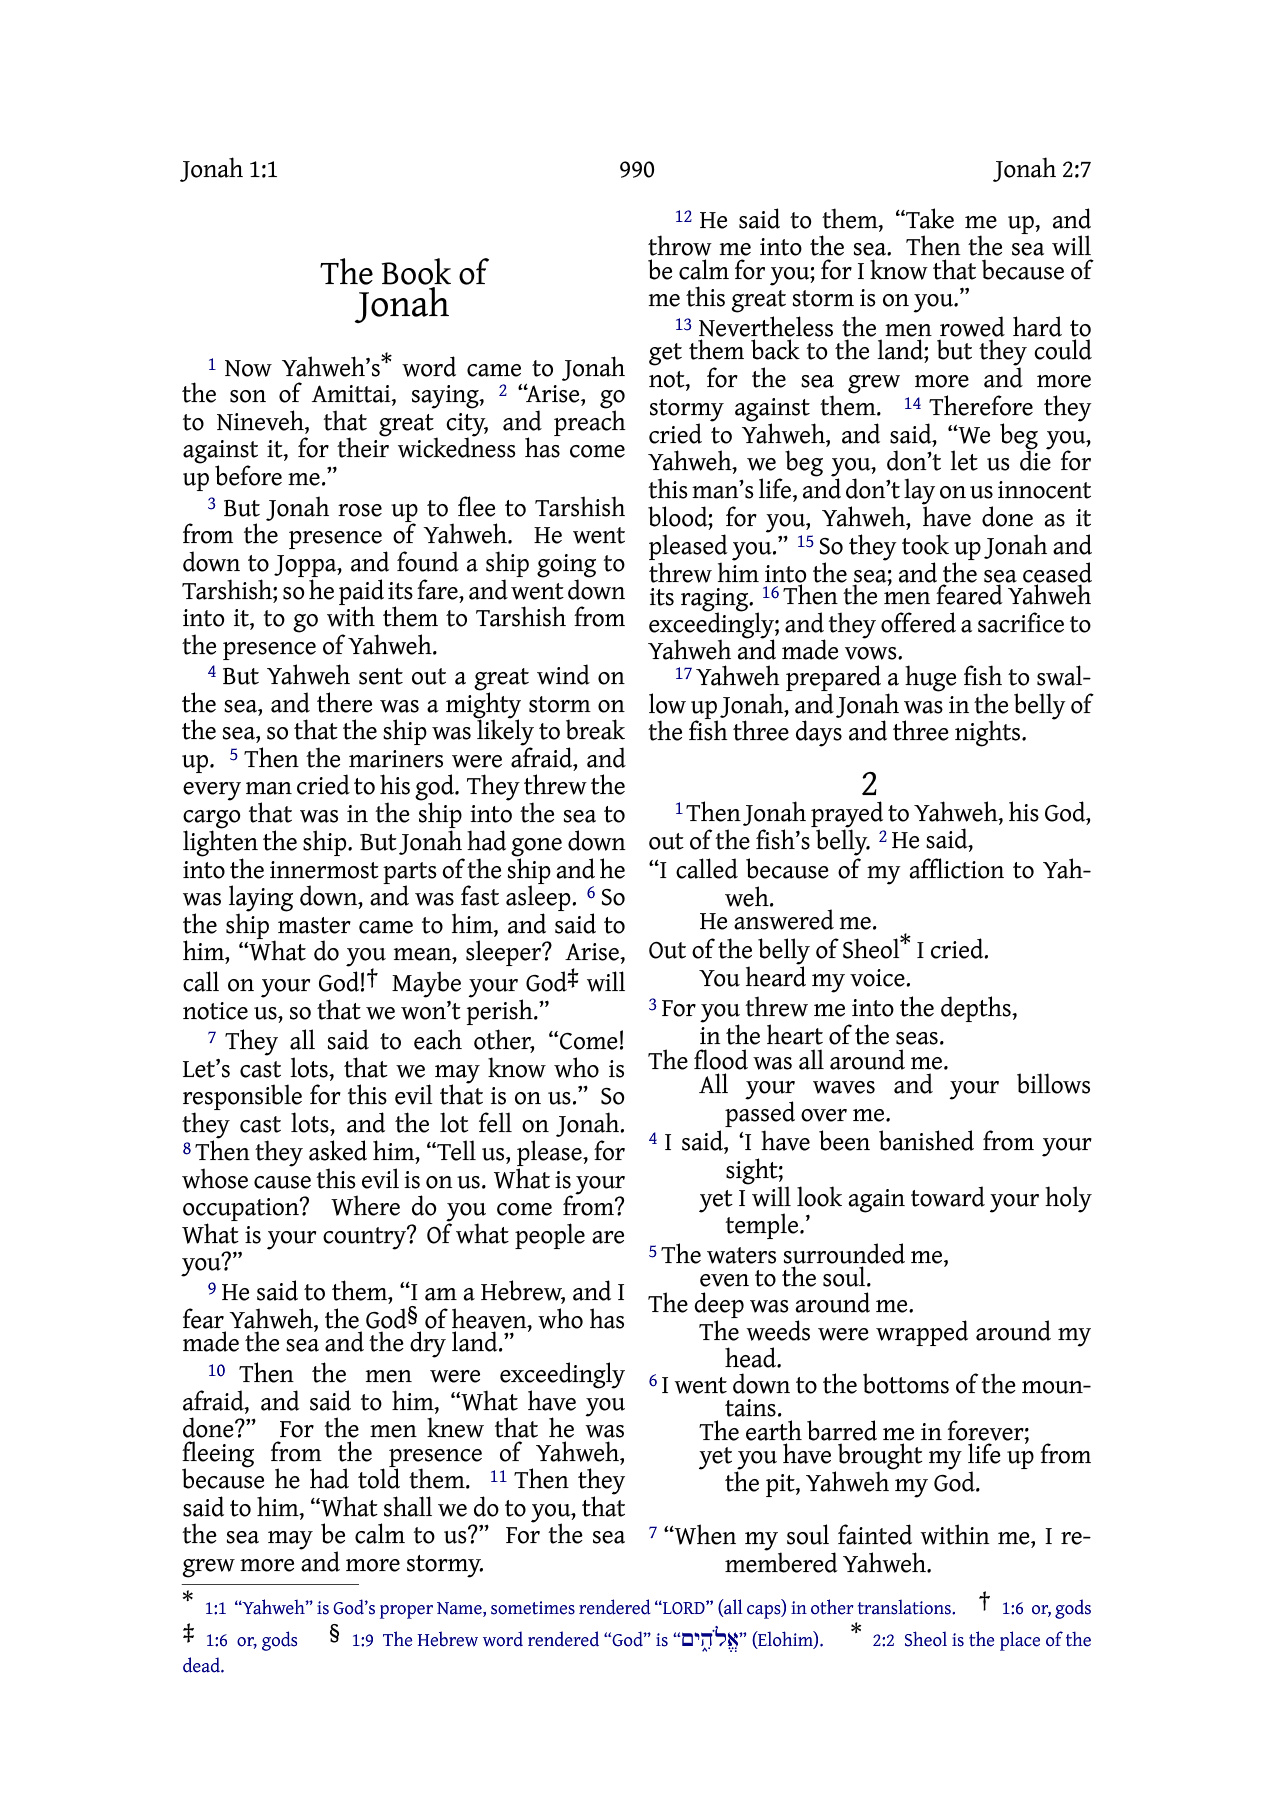 Jonah 1:1 990 Jonah 2:7
The Book of
Jonah
1 Now Yahweh’s* word came to Jonah
the son of Amittai, saying, 2 “Arise, go
to Nineveh, that great city, and preach
against it, for their wickedness has come
up before me.”
3 But Jonah rose up to flee to Tarshish
from the presence of Yahweh. He went
down to Joppa, and found a ship going to
Tarshish; so he paid its fare, and went down
into it, to go with them to Tarshish from
the presence of Yahweh.
4 But Yahweh sent out a great wind on
the sea, and there was a mighty storm on
the sea, so that the ship was likely to break
up. 5 Then the mariners were afraid, and
every man cried to his god. They threw the
cargo that was in the ship into the sea to
lighten the ship. But Jonah had gone down
into the innermost parts of the ship and he
was laying down, and was fast asleep. 6 So
the ship master came to him, and said to
him, “What do you mean, sleeper? Arise,
call on your God!† Maybe your God‡ will
notice us, so that we won’t perish.”
7 They all said to each other, “Come!
Let’s cast lots, that we may know who is
responsible for this evil that is on us.” So
they cast lots, and the lot fell on Jonah.
8 Then they asked him, “Tell us, please, for
whose cause this evil is on us. What is your
occupation? Where do you come from?
What is your country? Of what people are
you?”
9 He said to them, “I am a Hebrew, and I
fear Yahweh, the God§ of heaven, who has
made the sea and the dry land.”
10 Then the men were exceedingly
afraid, and said to him, “What have you
done?” For the men knew that he was
fleeing from the presence of Yahweh,
because he had told them. 11 Then they
said to him, “What shall we do to you, that
the sea may be calm to us?” For the sea
grew more and more stormy.
12 He said to them, “Take me up, and
throw me into the sea. Then the sea will
be calm for you; for I know that because of
me this great storm is on you.”
13 Nevertheless the men rowed hard to
get them back to the land; but they could
not, for the sea grew more and more
stormy against them. 14 Therefore they
cried to Yahweh, and said, “We beg you,
Yahweh, we beg you, don’t let us die for
this man’s life, and don’t lay on us innocent
blood; for you, Yahweh, have done as it
pleased you.” 15 So they took up Jonah and
threw him into the sea; and the sea ceased
its raging. 16 Then the men feared Yahweh
exceedingly; and they offered a sacrifice to
Yahweh and made vows.
17 Yahweh prepared a huge fish to swal-
low up Jonah, and Jonah was in the belly of
the fish three days and three nights.
2
1 Then Jonah prayed to Yahweh, his God,
out of the fish’s belly. 2 He said,
“I called because of my affliction to Yah-
weh.
He answered me.
Out of the belly of Sheol* I cried.
You heard my voice.
3 For you threw me into the depths,
in the heart of the seas.
The flood was all around me.
All your waves and your billows
passed over me.
4 I said, ‘I have been banished from your
sight;
yet I will look again toward your holy
temple.’
5 The waters surrounded me,
even to the soul.
The deep was around me.
The weeds were wrapped around my
head.
6 I went down to the bottoms of the moun-
tains.
The earth barred me in forever;
yet you have brought my life up from
the pit, Yahweh my God.
7 “When my soul fainted within me, I re-
membered Yahweh.
* 1:1 “Yahweh” is God’s proper Name, sometimes rendered “LORD” (all caps) in other translations. † 1:6 or, gods
‡ 1:6 or, gods § 1:9 The Hebrew word rendered “God” is “אֱלֹהִ֑ים” (Elohim). * 2:2 Sheol is the place of the
dead.